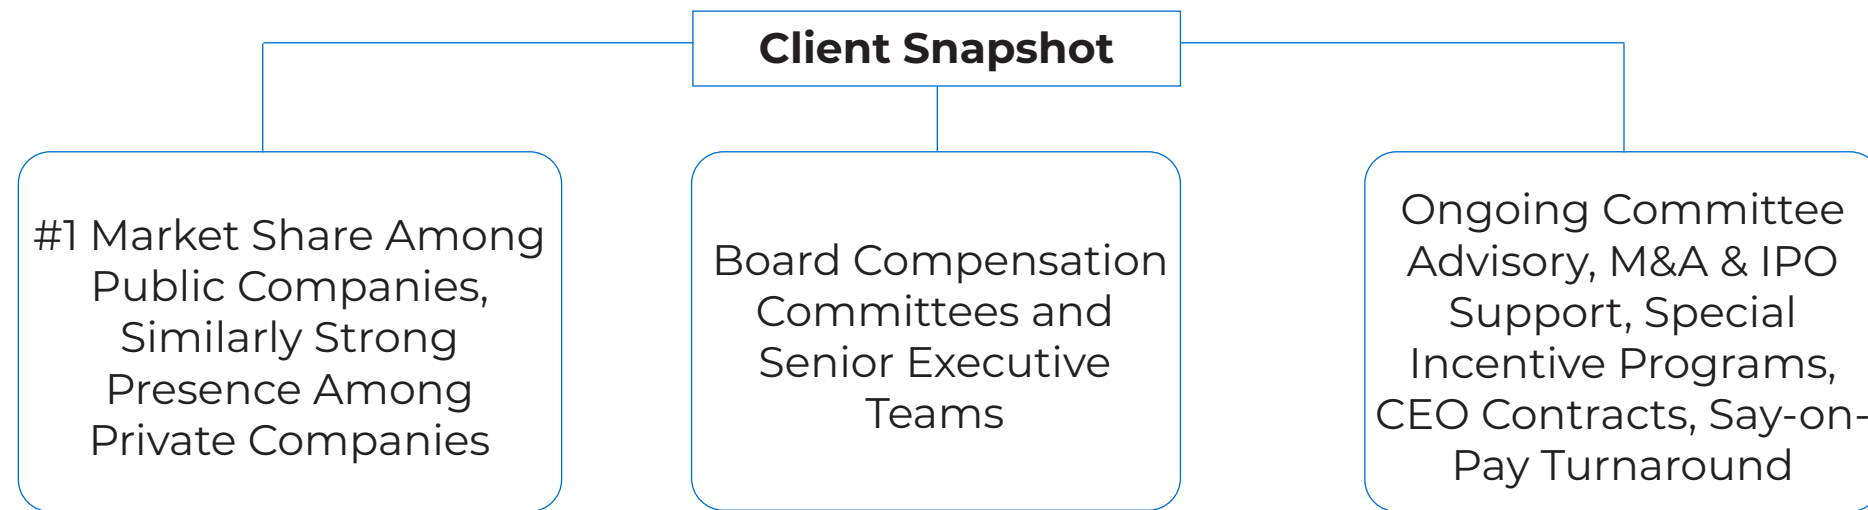 Client Snapshot
#1 Market Share Among
Public Companies,
Similarly Strong
Presence Among
Private Companies
Board Compensation
Committees and
Senior Executive
Teams
Ongoing Committee
Advisory, M&A & IPO
Support, Special
Incentive Programs,
CEO Contracts, Say-on-
Pay Turnaround